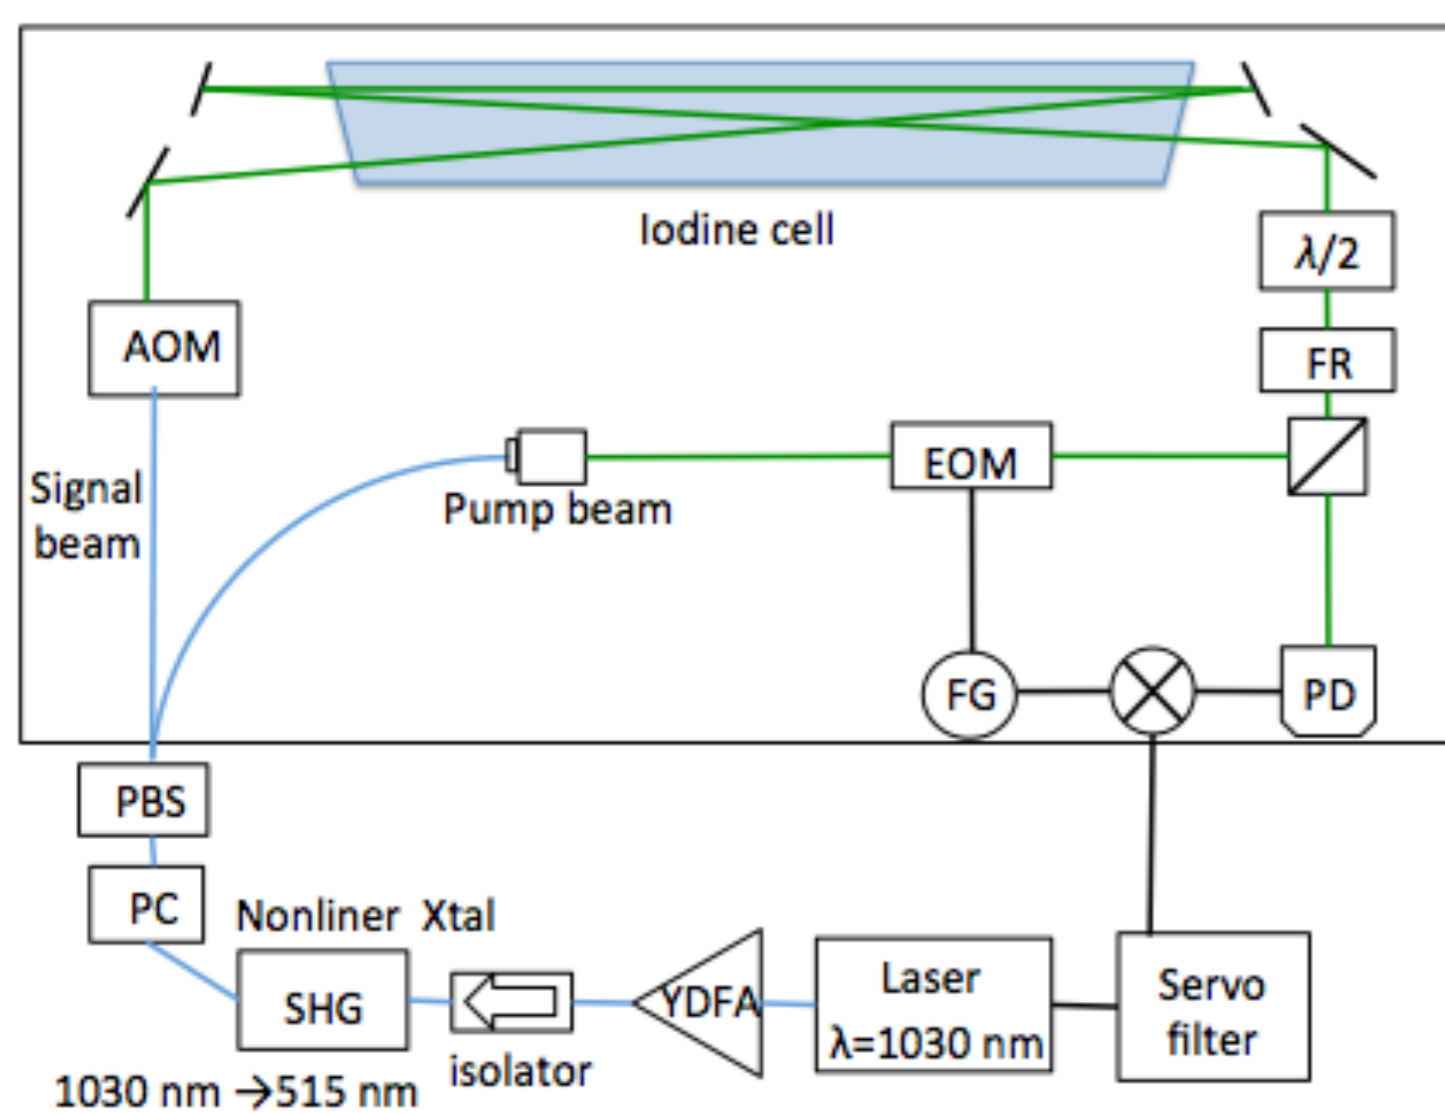 Iodine cell
λ/2
AOM
FR
Signal
beam
Pump beam
EOM
FG
PD
PBS
PC
Nonliner Xtal
SHG
1030 nm →515 nm
isolator
YDFA
Laser
λ=1030 nm
Servo
filter